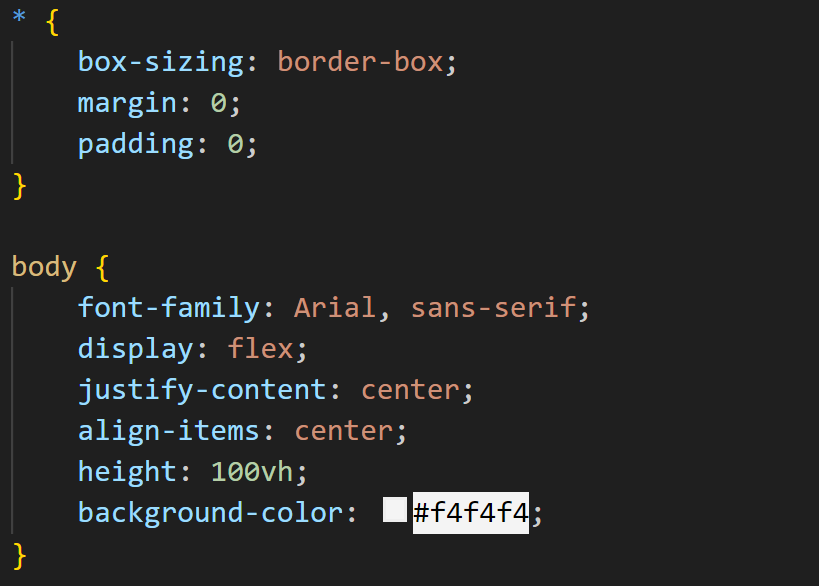 * {
    box-sizing: border-box;
    margin: 0;
    padding: 0;
}

body {
    font-family: Arial, sans-serif;
    display: flex;
    justify-content: center;
    align-items: center;
    height: 100vh;
    background-color: #f4f4f4;
}